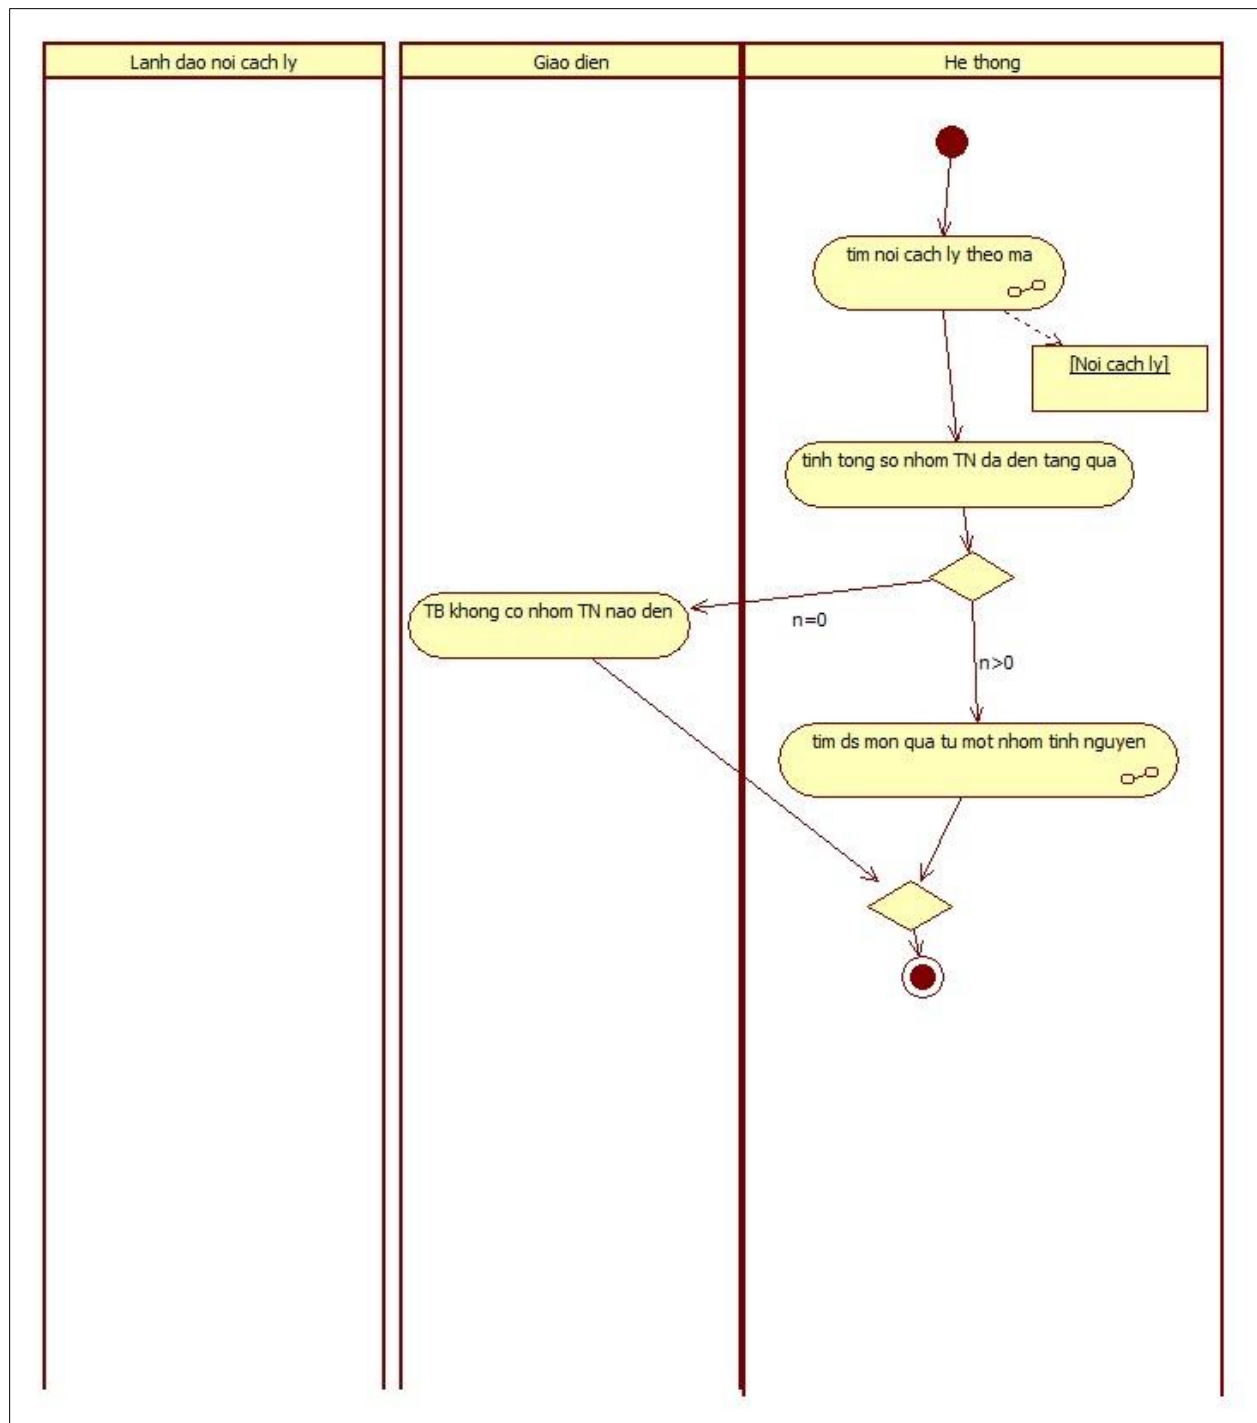 Lanh dao noi cach ly
Giao dien
He thong
tim noi cach ly theo ma
[Noi cach ly]
tinh tong so nhom TN da den tang qua
TB khong co nhom TN nao den
n=0
n>0
tim ds mon qua tu mot nhom tinh nguyen